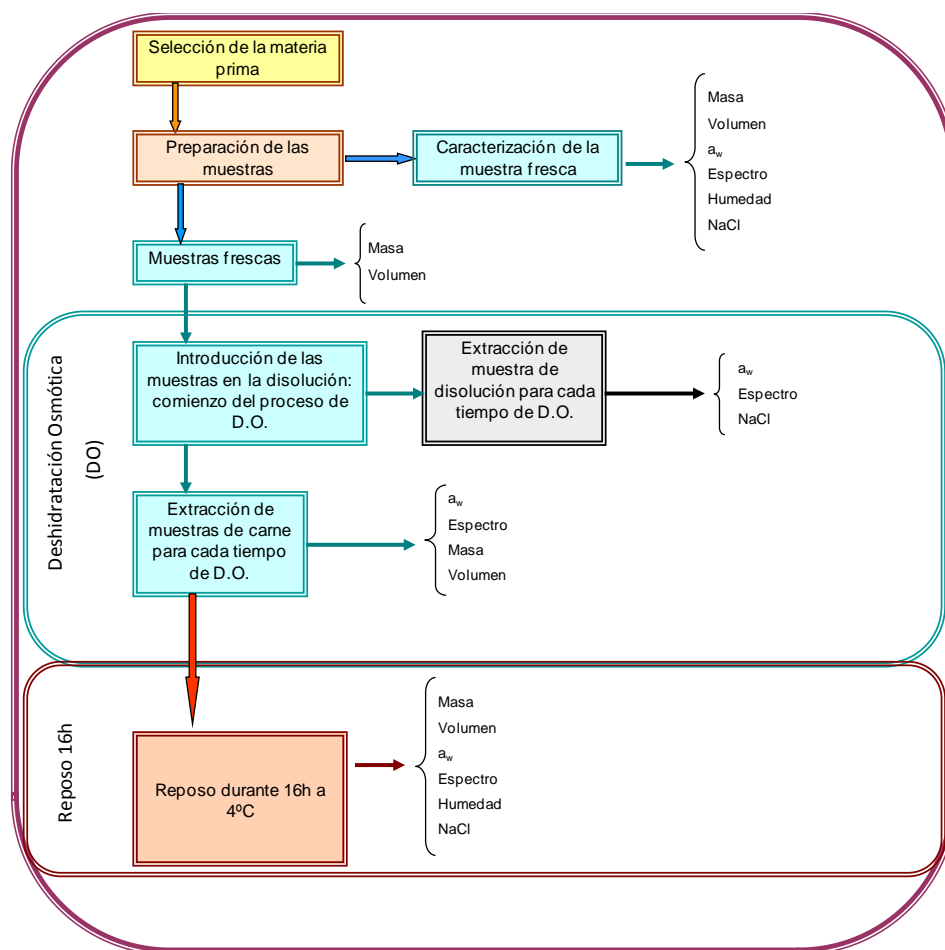 Selección de la materia
prima
Preparación de las
muestras
Caracterización de la
muestra fresca
Masa
Volumen
aw
Espectro
Humedad
NaCl
Muestras frescas
Masa
Volumen
Deshidratación Osmótica
(DO)
Introducción de las
muestras en la disolución:
comienzo del proceso de
D.O.
Extracción de
muestra de
disolución para cada
tiempo de D.O.
aw
Espectro
NaCl
Extracción de
muestras de carne
para cada tiempo
de D.O.
aw
Espectro
Masa
Volumen
Reposo 16h
Reposo durante 16h a
4ºC
Masa
Volumen
aw
Espectro
Humedad
NaCl